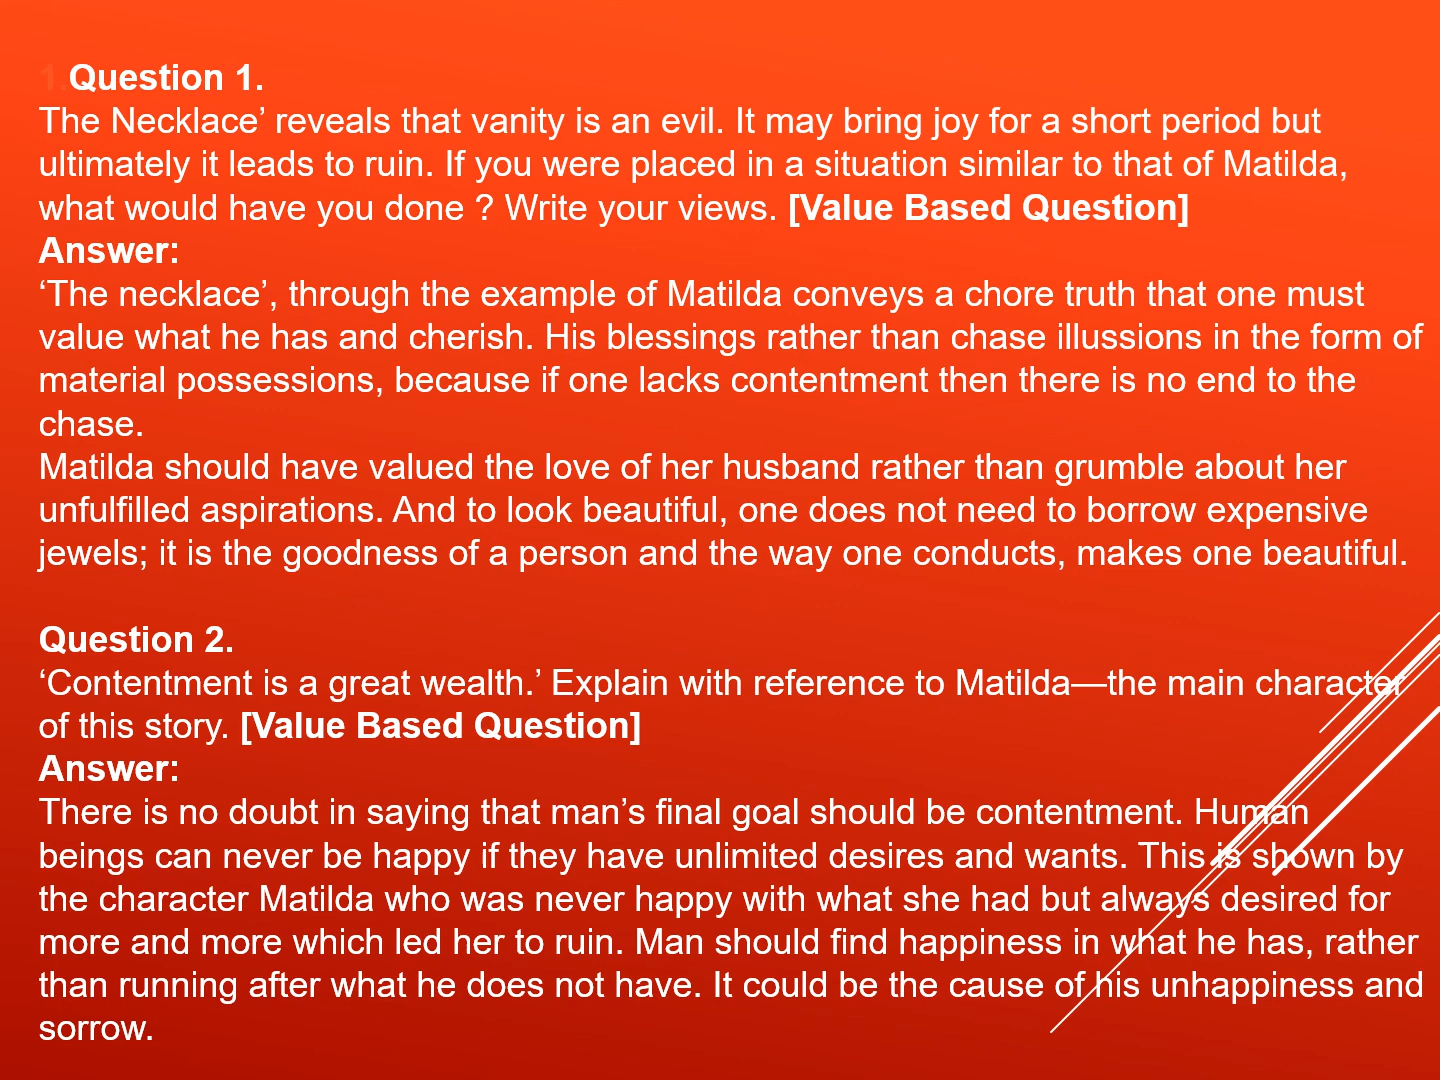 1.Question 1.
The Necklace’ reveals that vanity is an evil. It may bring joy for a short period but
ultimately it leads to ruin. If you were placed in a situation similar to that of Matilda,
what would have you done ? Write your views. [Value Based Question]
Answer:
‘The necklace’, through the example of Matilda conveys a chore truth that one must
value what he has and cherish. His blessings rather than chase illussions in the form of
material possessions, because if one lacks contentment then there is no end to the
chase.
Matilda should have valued the love of her husband rather than grumble about her
unfulfilled aspirations. And to look beautiful, one does not need to borrow expensive
jewels; it is the goodness of a person and the way one conducts, makes one beautiful.
Question 2.
‘Contentment is a great wealth.’ Explain with reference to Matilda—the main character
of this story. [Value Based Question]
Answer:
There is no doubt in saying that man’s final goal should be contentment. Human
beings can never be happy if they have unlimited desires and wants. This is shown by
the character Matilda who was never happy with what she had but always desired for
more and more which led her to ruin. Man should find happiness in what he has, rather
than running after what he does not have. It could be the cause of his unhappiness and
sorrow.